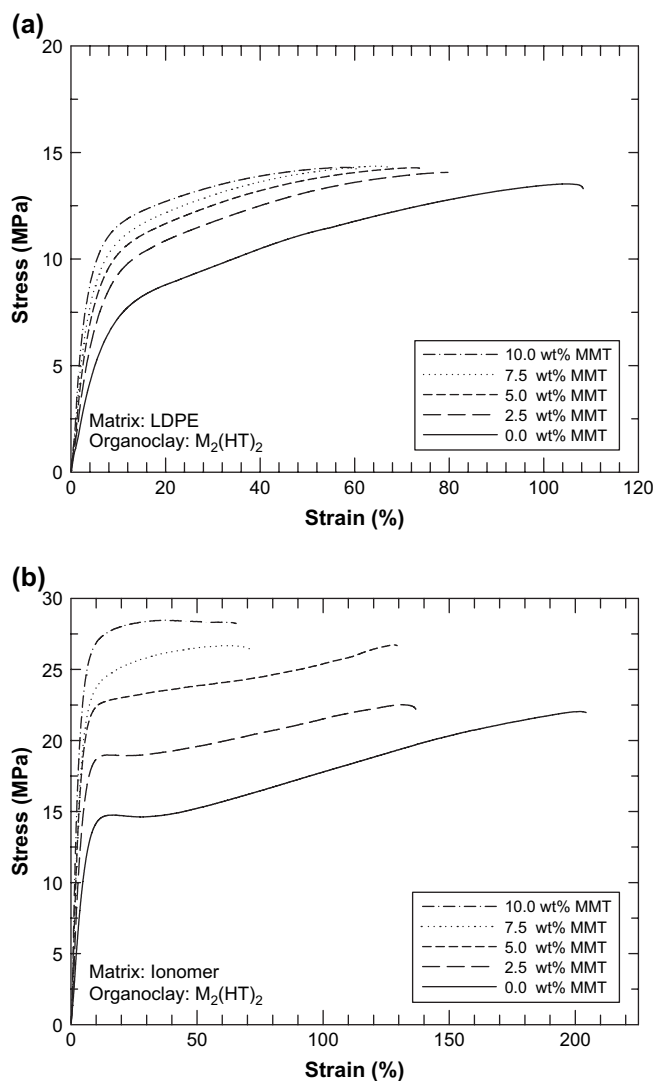 (a)
20
15
10
5
0
Stress (MPa)
10.0 wt% MMT
7.5 wt% MMT
5.0 wt% MMT
2.5 wt% MMT
0.0 wt% MMT
Matrix: LDPE
Organoclay: M₂(HT)₂
0 20 40 60 80 100 120
Strain (%)
(b)
30
25
20
15
10
5
0
Stress (MPa)
10.0 wt% MMT
7.5 wt% MMT
5.0 wt% MMT
2.5 wt% MMT
0.0 wt% MMT
Matrix: Ionomer
Organoclay: M₂(HT)₂
0 50 100 150 200
Strain (%)